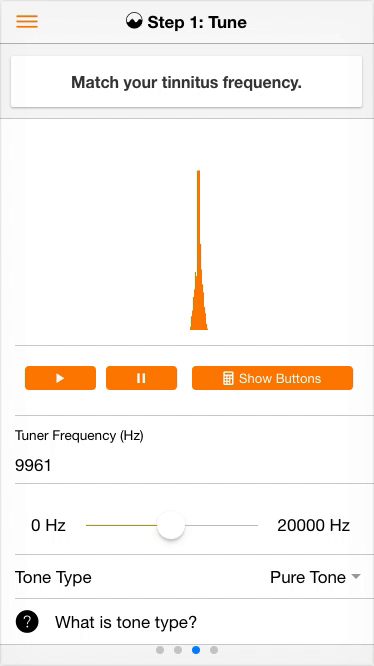 Step 1: Tune
Match your tinnitus frequency.
Show Buttons
Tuner Frequency (Hz)
9961
0 Hz 20000 Hz
Tone Type Pure Tone
? What is tone type?